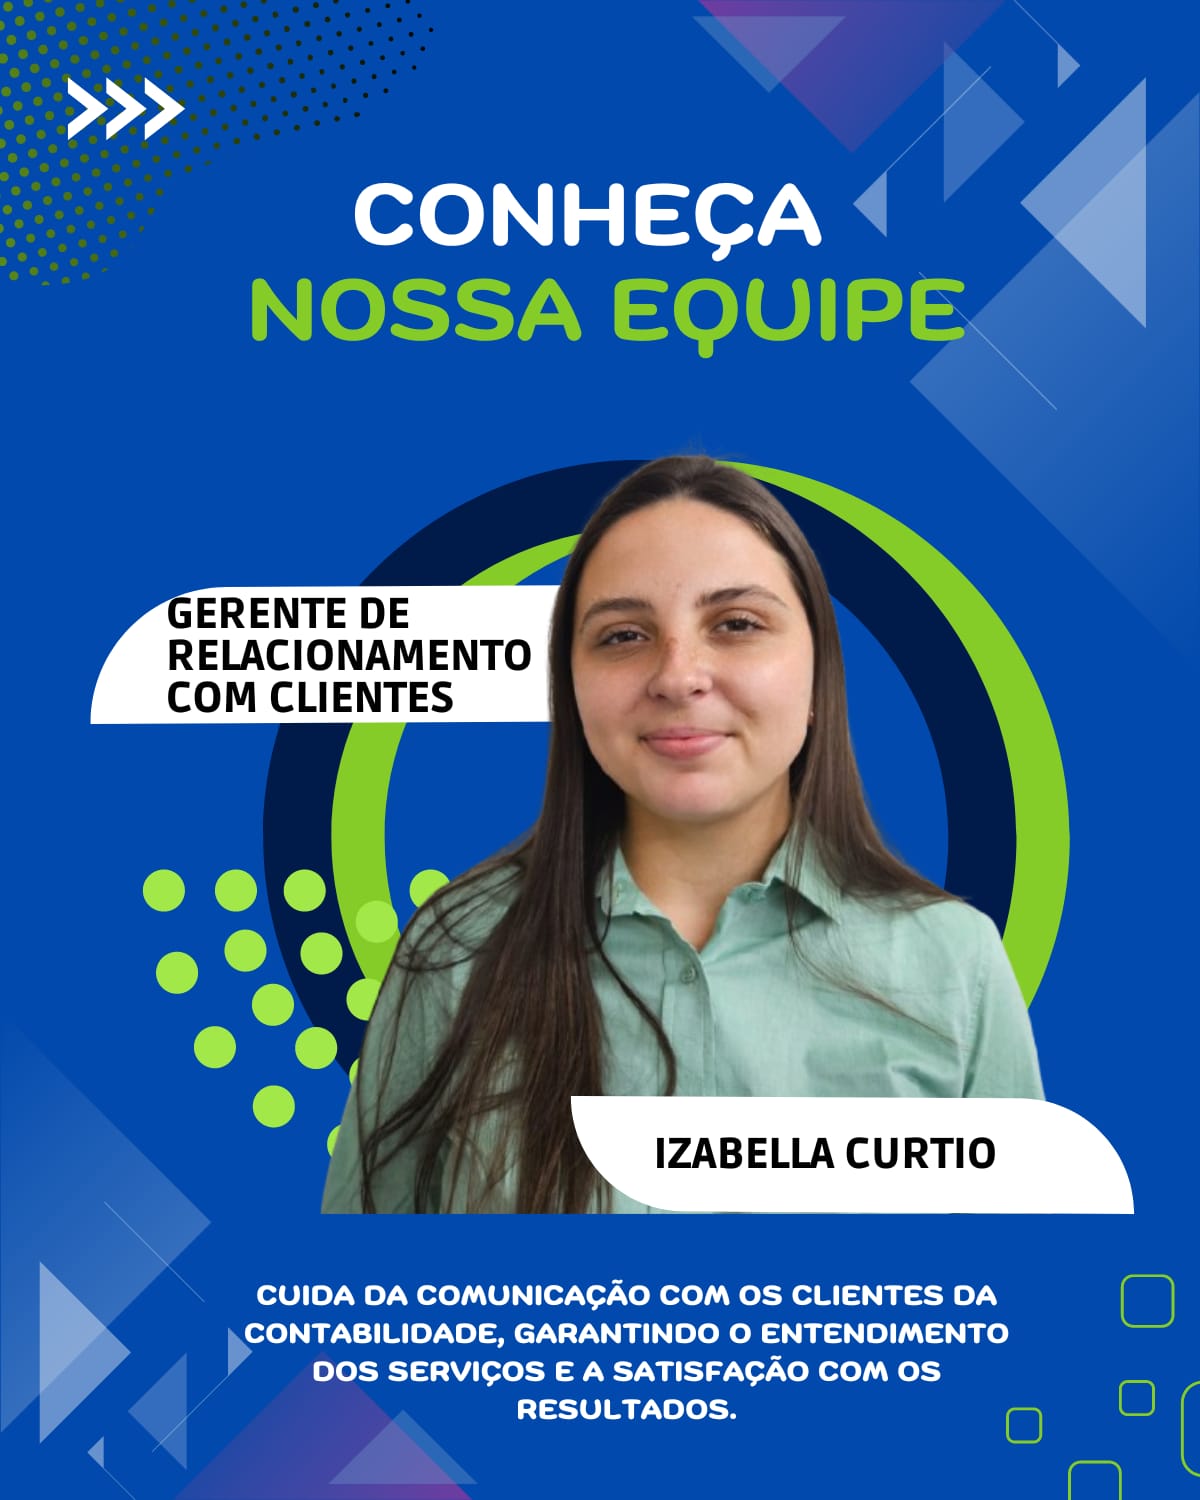 CONHEÇA
NOSSA EQUIPE
GERENTE DE
RELACIONAMENTO
COM CLIENTES
IZABELLA CURTIO
CUIDA DA COMUNICAÇÃO COM OS CLIENTES DA
CONTABILIDADE, GARANTINDO O ENTENDIMENTO
DOS SERVIÇOS E A SATISFAÇÃO COM OS
RESULTADOS.